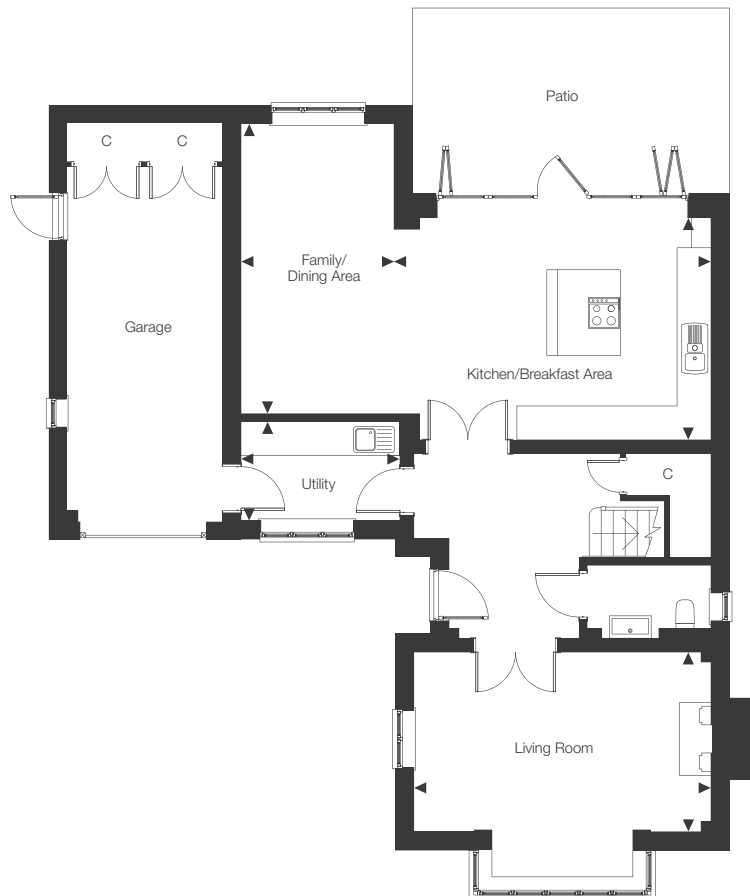 Patio
C
C
Family/
Dining Area
Garage
Kitchen/Breakfast Area
C
Utility
Living Room